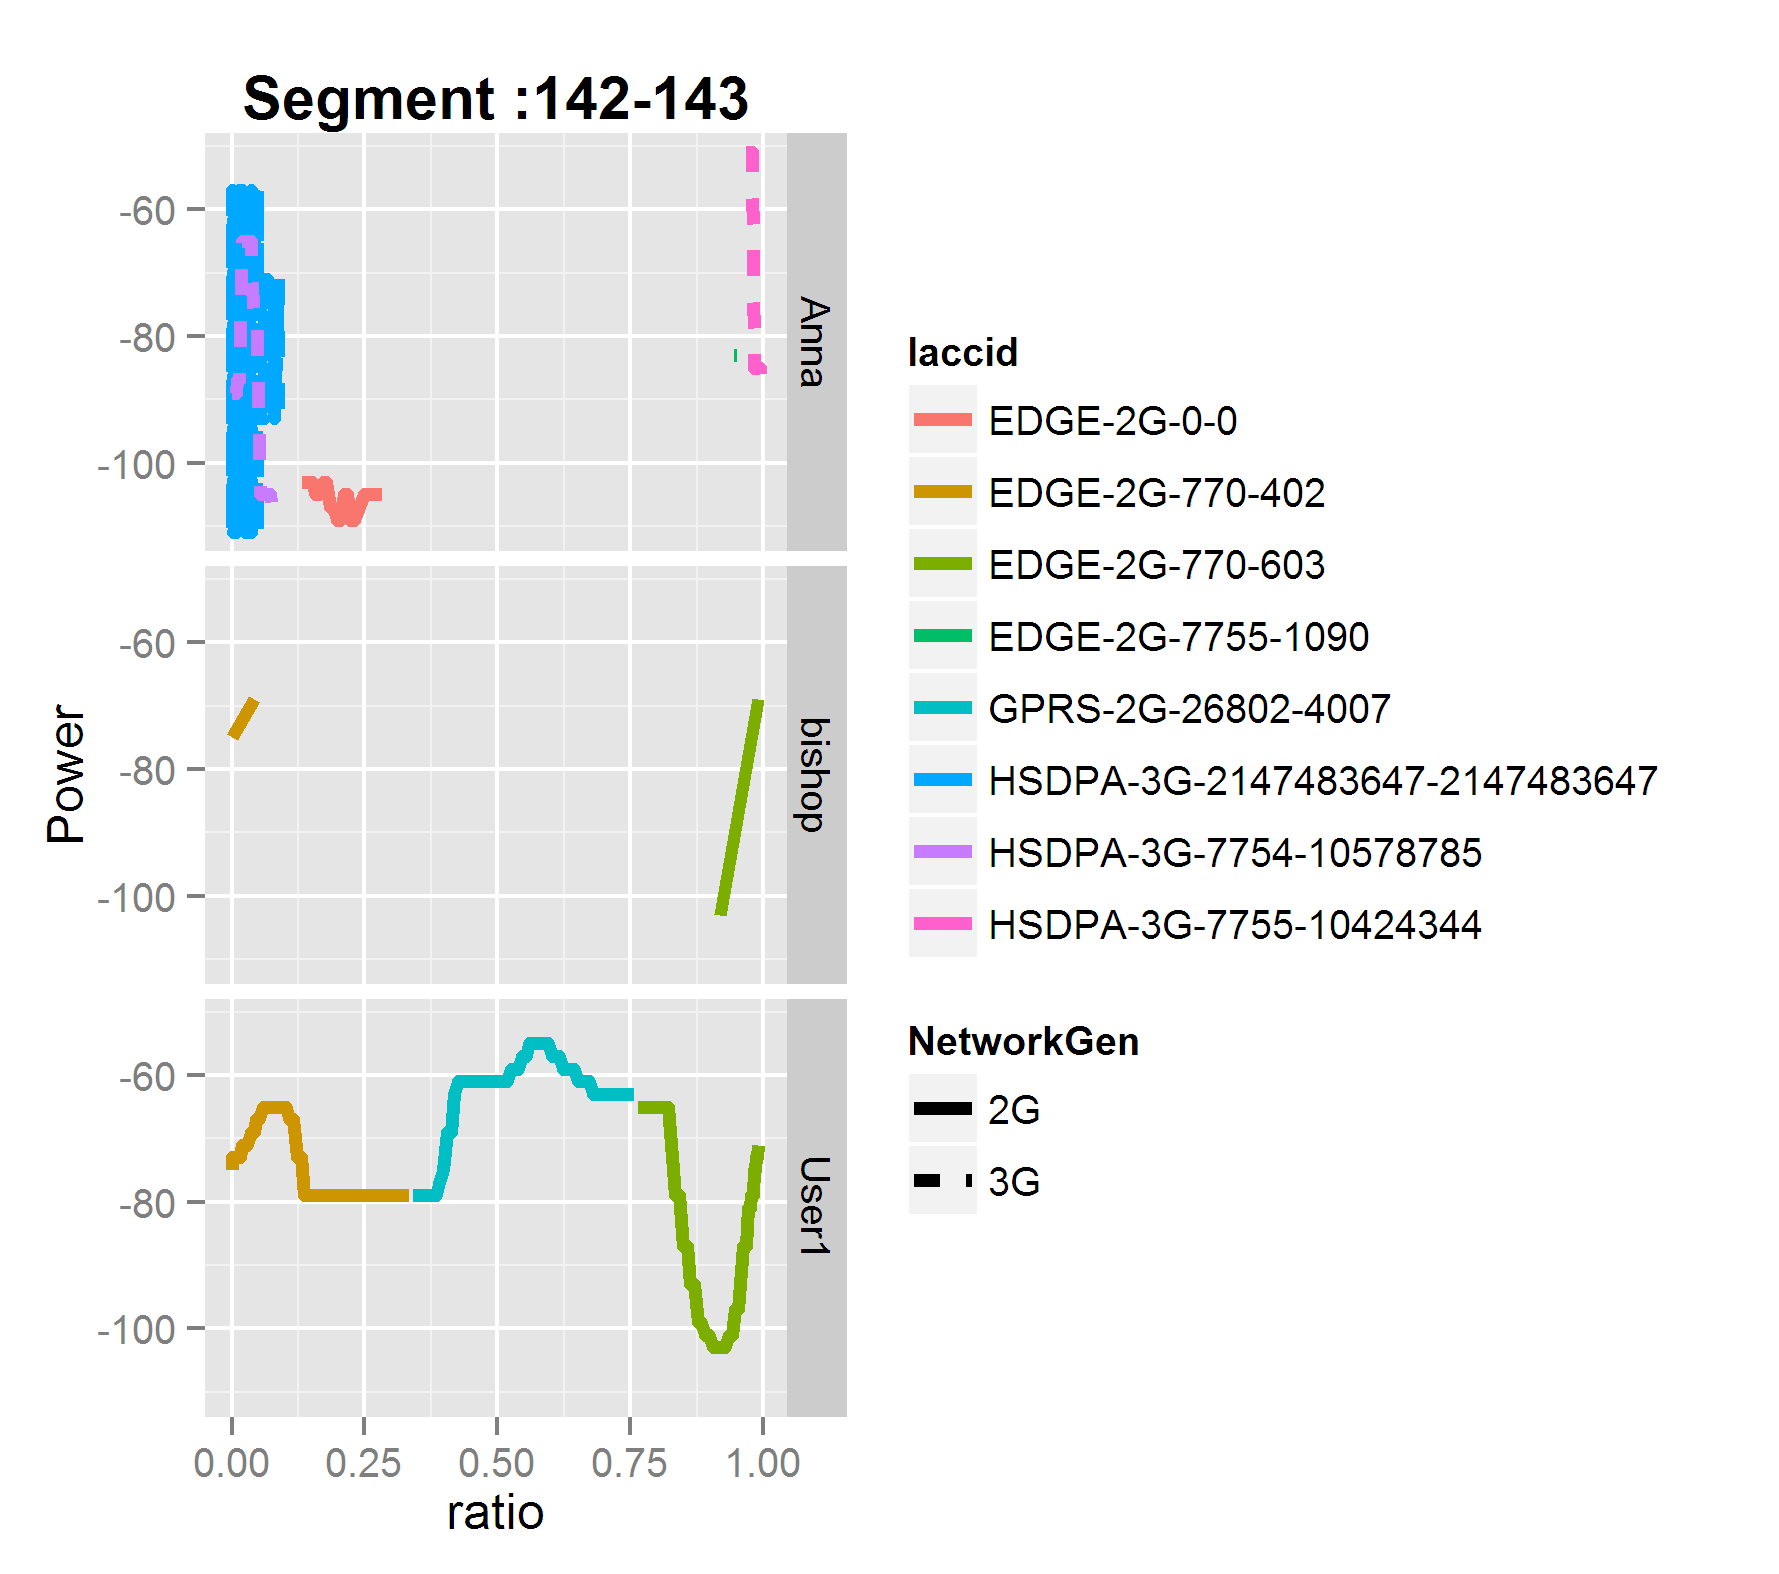 Segment :142-143
Power
-60
-80
-100
Anna
-60
-80
-100
bishop
-60
-80
-100
User1
0.00 0.25 0.50 0.75 1.00
ratio
laccid
EDGE-2G-0-0
EDGE-2G-770-402
EDGE-2G-770-603
EDGE-2G-7755-1090
GPRS-2G-26802-4007
HSDPA-3G-2147483647-2147483647
HSDPA-3G-7754-10578785
HSDPA-3G-7755-10424344
NetworkGen
2G
3G